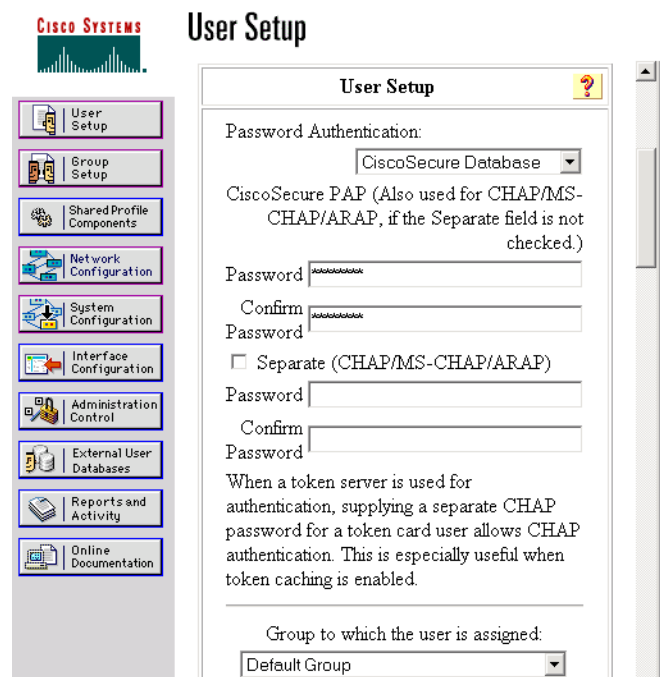 CISCO SYSTEMS
User Setup
User
Setup
Group
Setup
Shared Profile
Components
Network
Configuration
System
Configuration
Interface
Configuration
Administration
Control
External User
Databases
Reports and
Activity
Online
Documentation
User Setup
?
Password Authentication:
CiscoSecure Database
CiscoSecure PAP (Also used for CHAP/MS-
CHAP/ARAP, if the Separate field is not
checked.)
Password *********
Confirm
Password *********
Separate (CHAP/MS-CHAP/ARAP)
Password
Confirm
Password
When a token server is used for
authentication, supplying a separate CHAP
password for a token card user allows CHAP
authentication. This is especially useful when
token caching is enabled.
Group to which the user is assigned:
Default Group